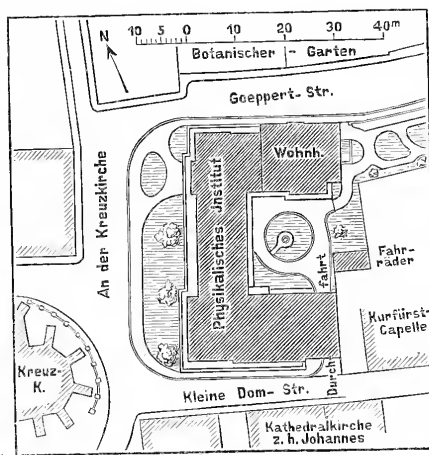 N
10 5 0 10 20 30 40m
Botanischer - Garten
Goeppert-Str.
An der Kreuzkirche
Wohnh.
Physikalisches Jnstitut
Durch
fahrt
Fahr-
räder
Kurfürst-
Capelle
Kreuz-
K.
Kleine Dom-Str.
Kathedralkirche
z. h. Johannes